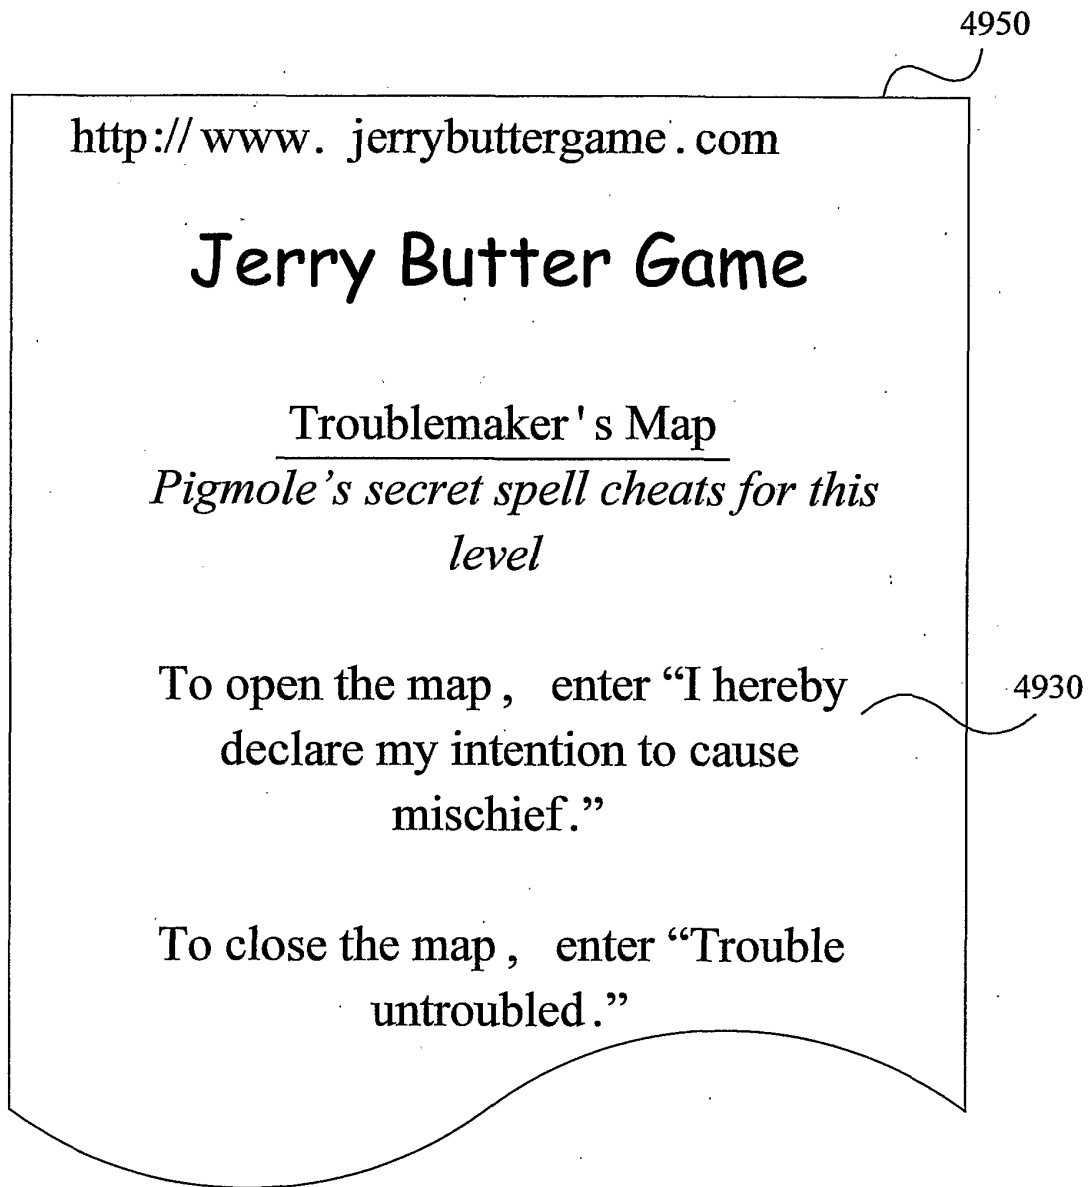 4950
http://www. jerrybuttergame.com
Jerry Butter Game
Troublemaker's Map
Pigmole's secret spell cheats for this
level
To open the map, enter “I hereby
4930
declare my intention to cause
mischief.”
To close the map, enter “Trouble
untroubled.”